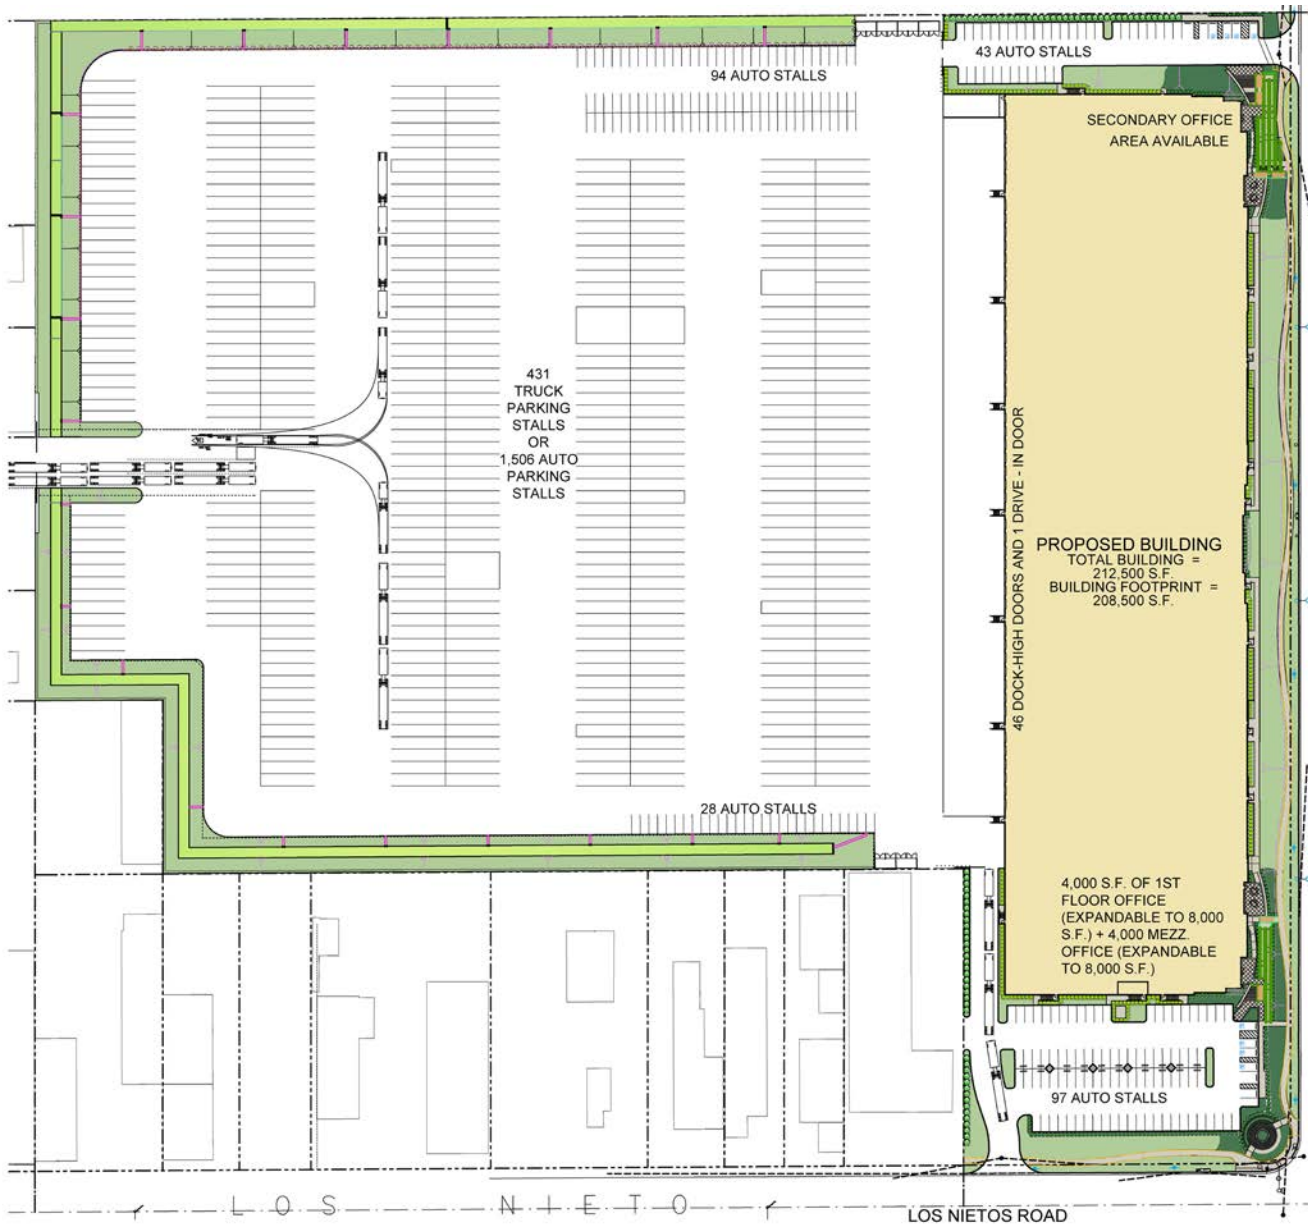 43 AUTO STALLS
94 AUTO STALLS
SECONDARY OFFICE
AREA AVAILABLE
431
TRUCK
PARKING
STALLS
OR
1,506 AUTO
PARKING
STALLS
46 DOCK-HIGH DOORS AND 1 DRIVE - IN DOOR
PROPOSED BUILDING
TOTAL BUILDING =
212,500 S.F.
BUILDING FOOTPRINT =
208,500 S.F.
28 AUTO STALLS
4,000 S.F. OF 1ST
FLOOR OFFICE
(EXPANDABLE TO 8,000
S.F.) + 4,000 MEZZ.
OFFICE (EXPANDABLE
TO 8,000 S.F.)
97 AUTO STALLS
LOS NIETO
LOS NIETOS ROAD